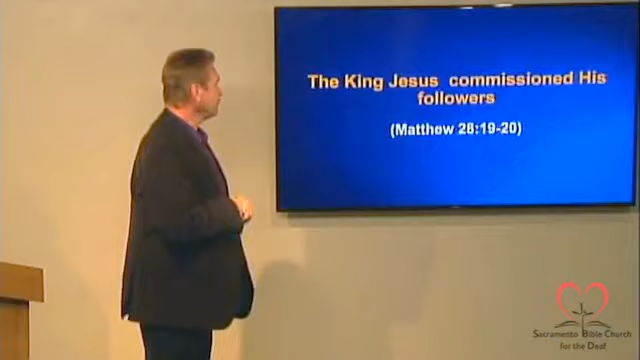 The King Jesus commissioned His
followers
(Matthew 28:19-20)
Sacramento Bible Church
for the Deaf